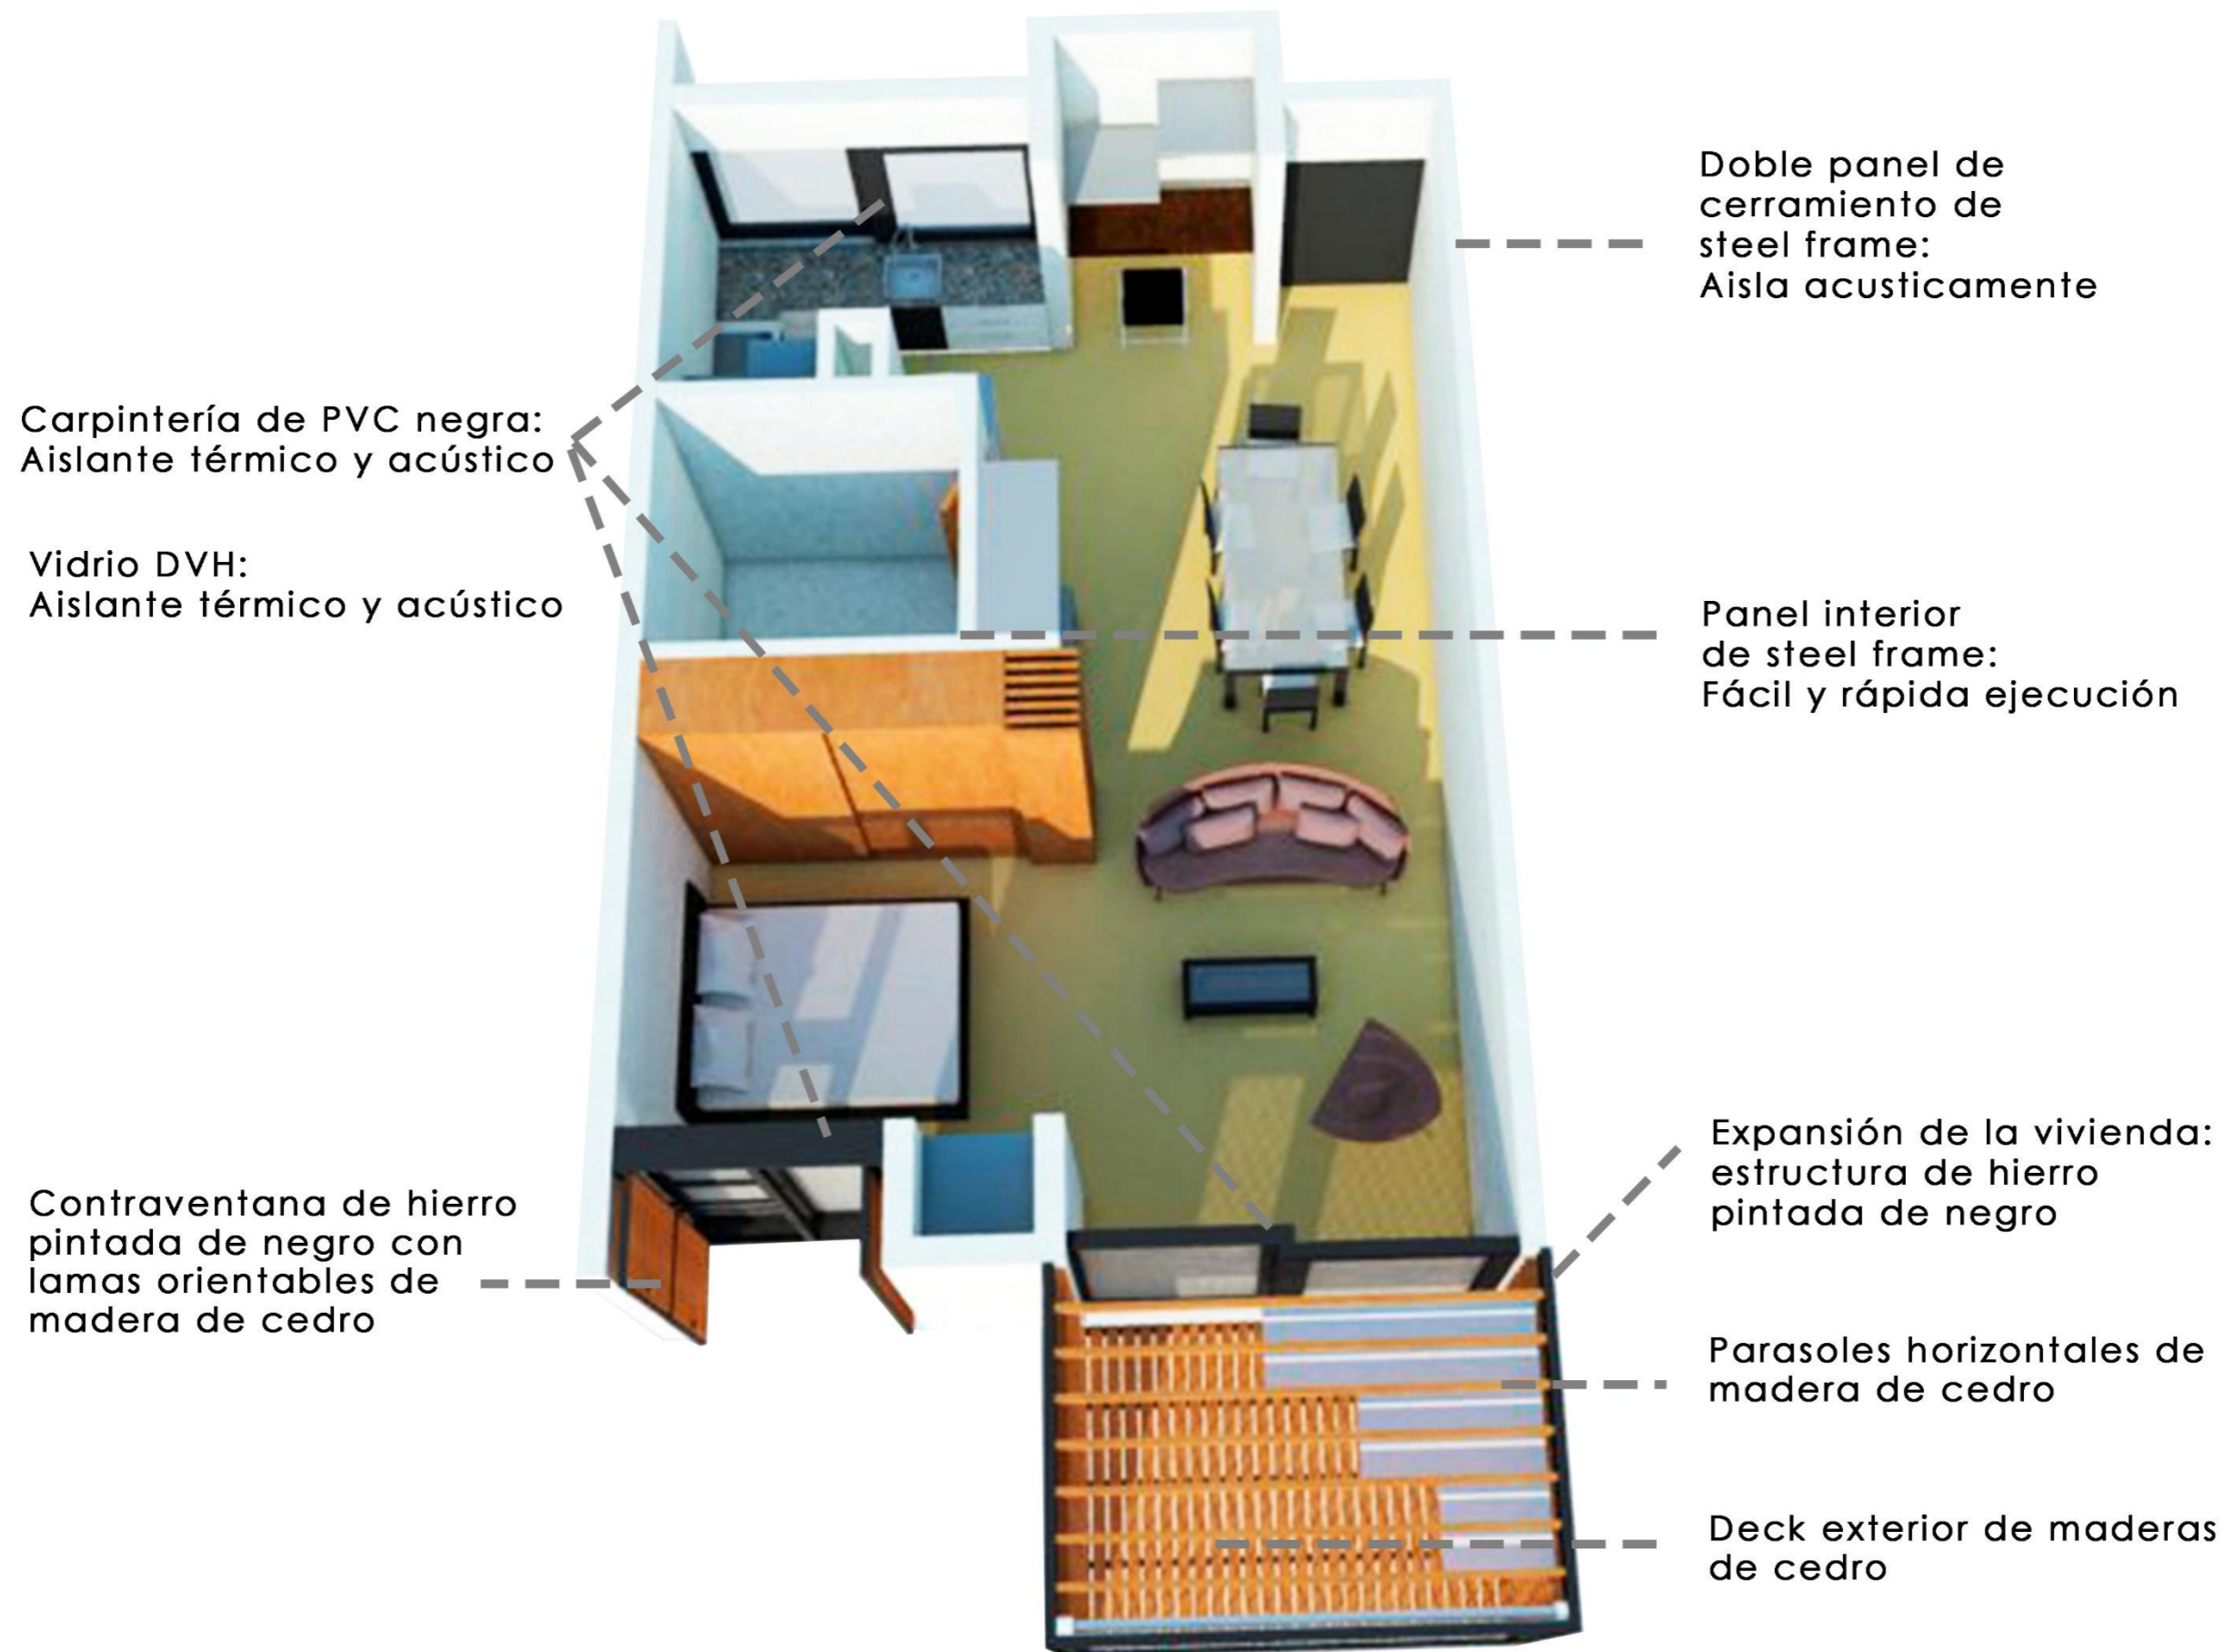 Doble panel de
cerramiento de
steel frame:
Aisla acusticamente
Carpintería de PVC negra:
Aislante térmico y acústico
Vidrio DVH:
Aislante térmico y acústico
Panel interior
de steel frame:
Fácil y rápida ejecución
Contraventana de hierro
pintada de negro con
lamas orientables de
madera de cedro
Expansión de la vivienda:
estructura de hierro
pintada de negro
Parasoles horizontales de
madera de cedro
Deck exterior de maderas
de cedro